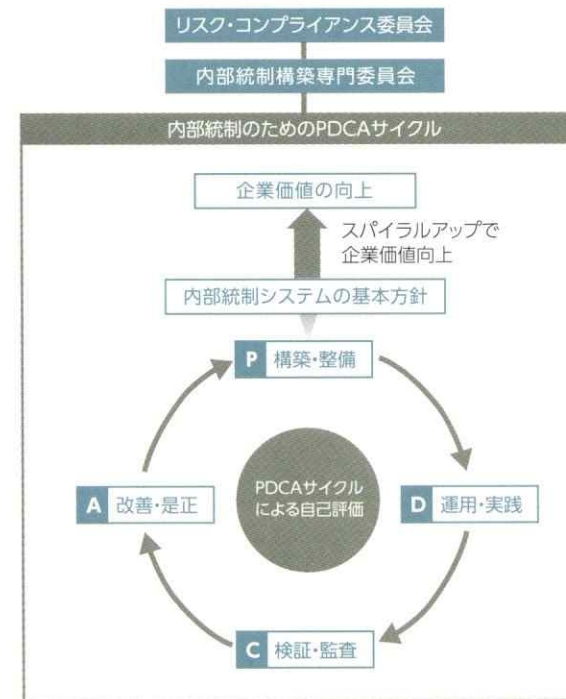 リスク・コンプライアンス委員会
内部統制構築専門委員会
内部統制のためのPDCAサイクル
企業価値の向上
スパイラルアップで
企業価値向上
内部統制システムの基本方針
P 構築・整備
PDCAサイクル
による自己評価
A 改善・是正
D 運用・実践
C 検証・監査